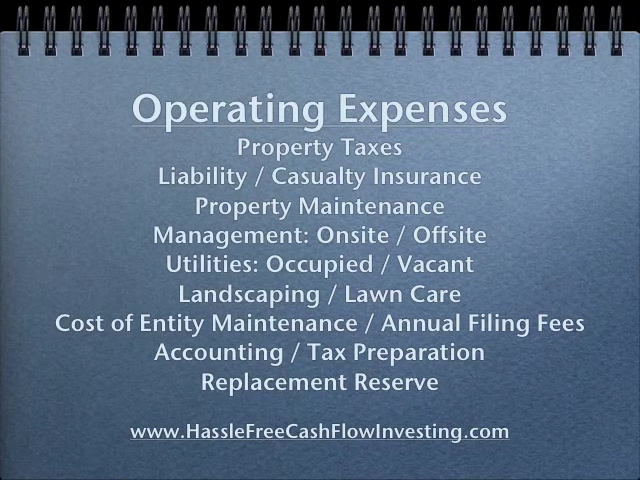 Operating Expenses
Property Taxes
Liability / Casualty Insurance
Property Maintenance
Management: Onsite / Offsite
Utilities: Occupied / Vacant
Landscaping / Lawn Care
Cost of Entity Maintenance / Annual Filing Fees
Accounting / Tax Preparation
Replacement Reserve
www.HassleFreeCashFlowInvesting.com